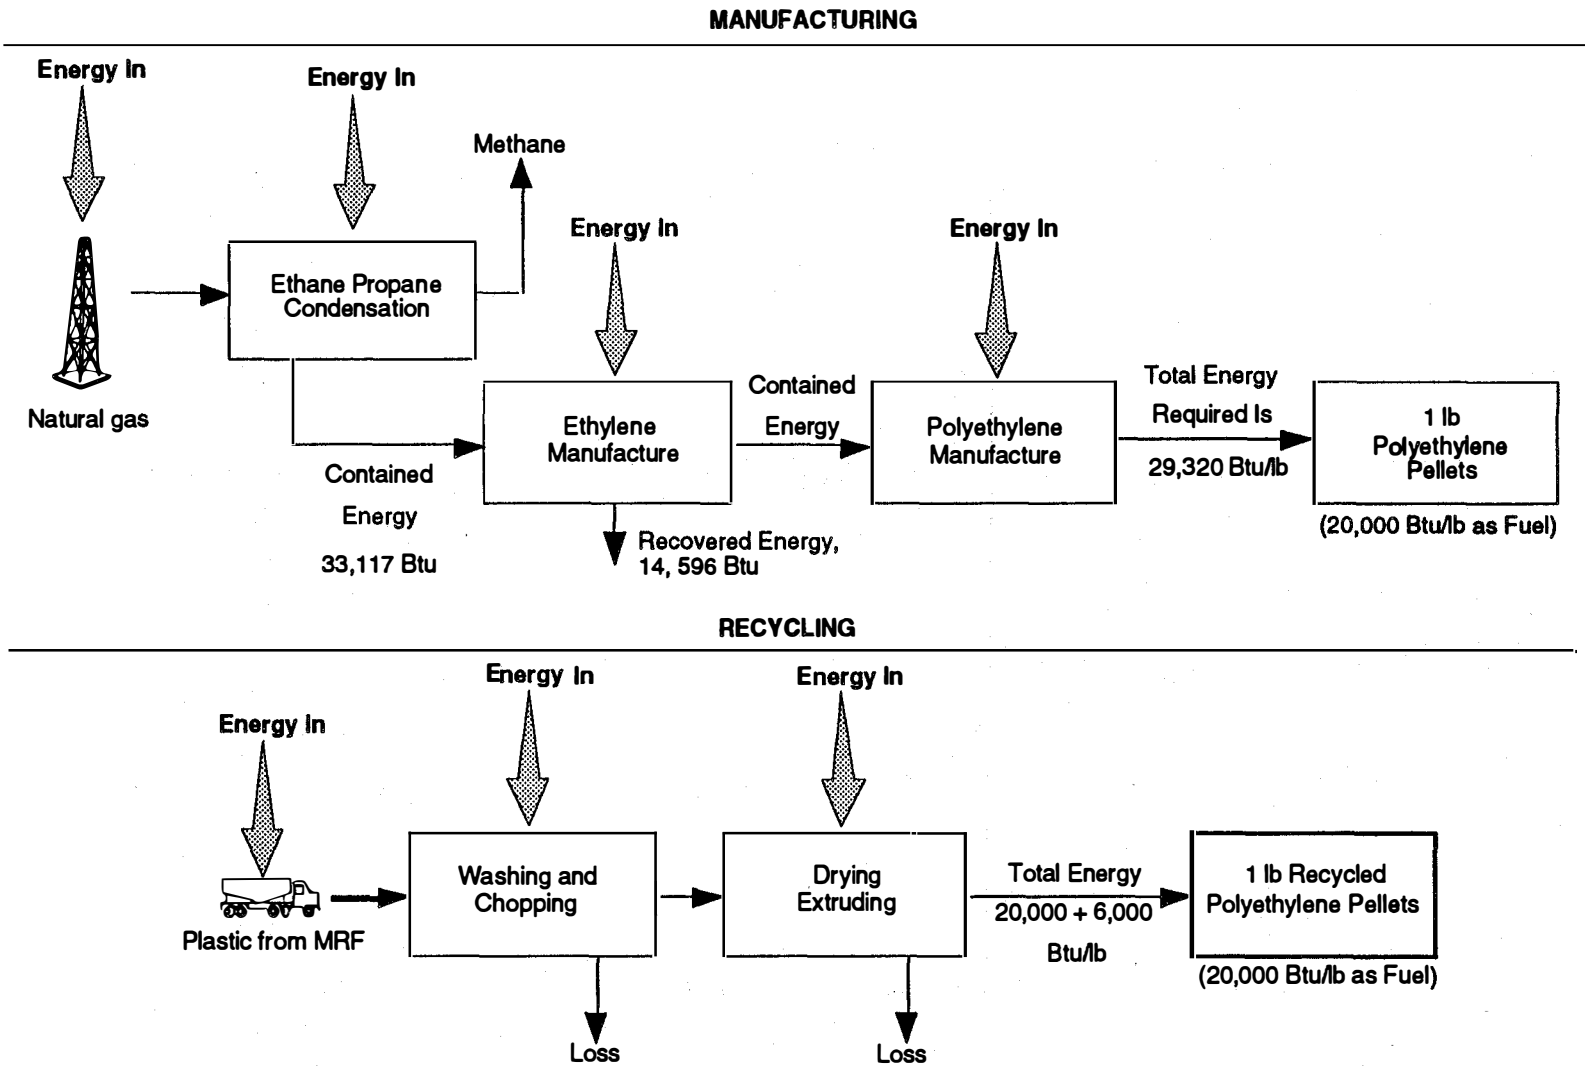 MANUFACTURING
Energy In
Energy In
Methane
Energy In
Energy In
Ethane Propane
Condensation
Natural gas
Contained
Energy
33,117 Btu
Ethylene
Manufacture
Recovered Energy,
14, 596 Btu
Contained
Energy
Polyethylene
Manufacture
Total Energy
Required Is
29,320 Btu/lb
1 lb
Polyethylene
Pellets
(20,000 Btu/lb as Fuel)
RECYCLING
Energy In
Energy In
Energy In
Plastic from MRF
Washing and
Chopping
Loss
Drying
Extruding
Loss
Total Energy
20,000 + 6,000
Btu/lb
1 lb Recycled
Polyethylene Pellets
(20,000 Btu/lb as Fuel)